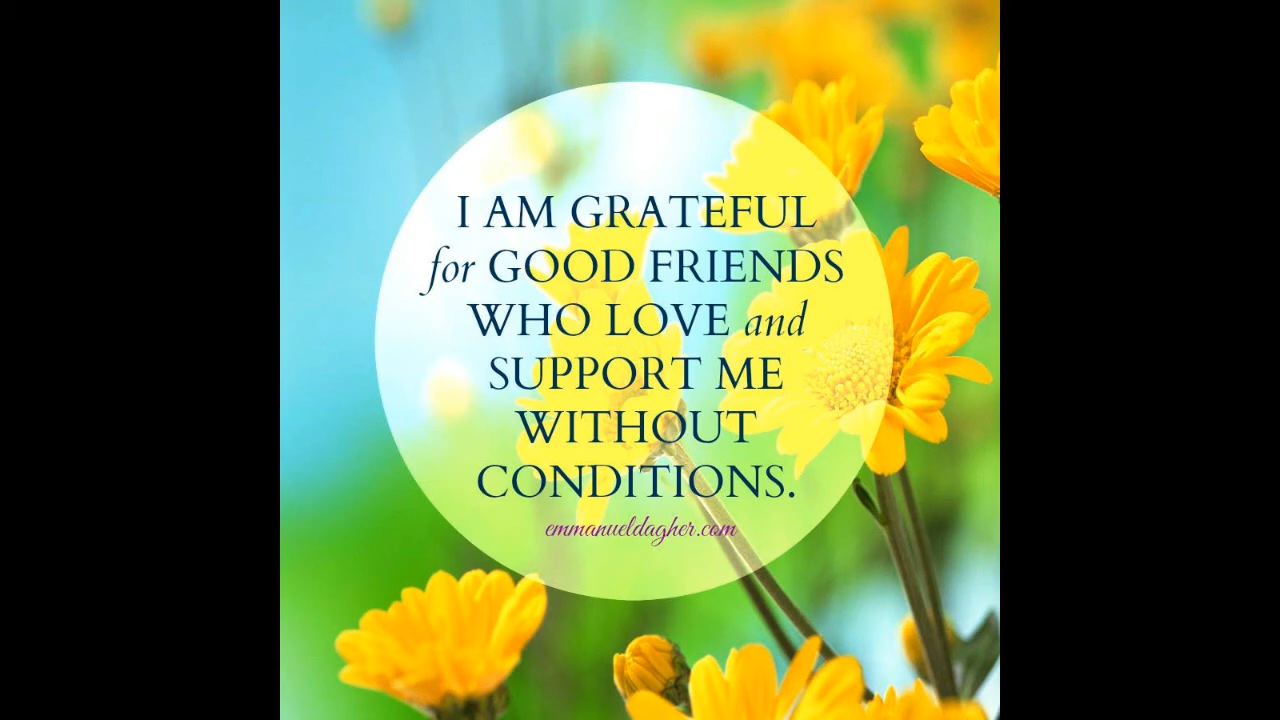 I AM GRATEFUL
for GOOD FRIENDS
WHO LOVE and
SUPPORT ME
WITHOUT
CONDITIONS.
emmanueldagher.com